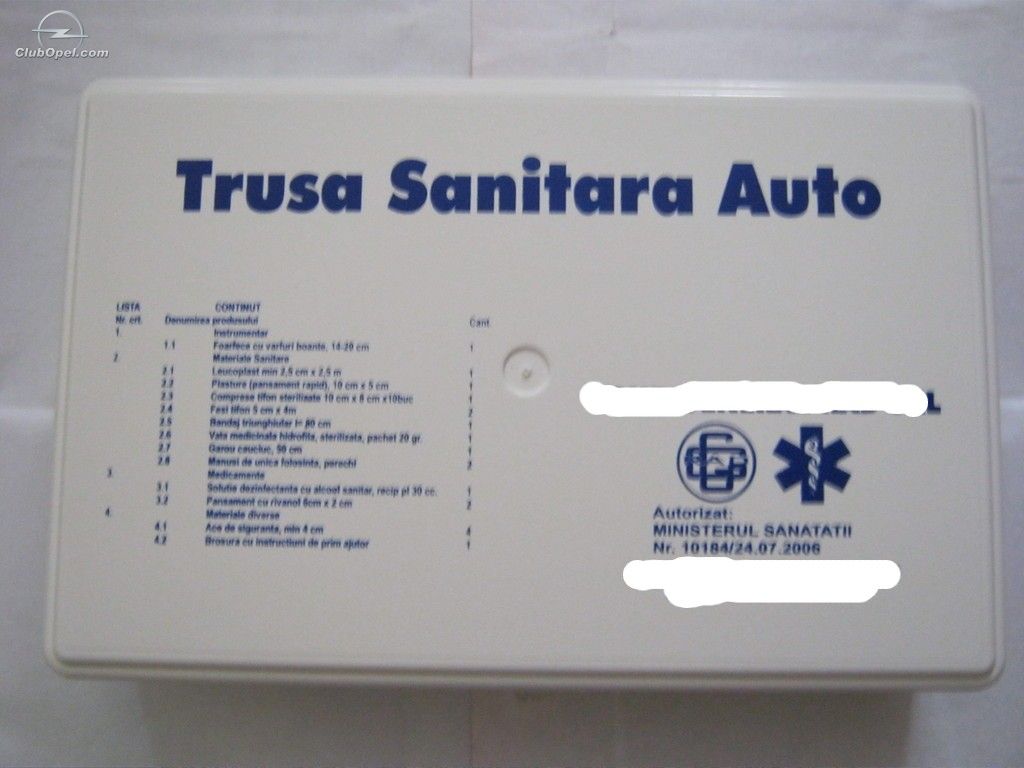 ClubOpel.com
Trusa Sanitara Auto
LISTA CONTINUT
Nr. crt. Denumirea produsului Cant.
1. Instrumentar
1.1 Foarfece cu varfuri boante, 14-20 cm 1
2. Materiale Sanitare
2.1 Leucoplast min 2,5 cm x 2,5 m 1
2.2 Plasture (pansament rapid), 10 cm x 5 cm 1
2.3 Comprese tifon sterilizate 10 cm x 8 cm x10buc 1
2.4 Fesi tifon 5 cm x 4m 2
2.5 Bandaj triunghiular l= 80 cm 1
2.6 Vata medicinala hidrofila, sterilizata, pachet 20 gr. 1
2.7 Garou cauciuc, 50 cm 1
2.8 Manusi de unica folosinta, perechi 2
3. Medicamente
3.1 Solutie dezinfectanta cu alcool sanitar, recip pl 30 cc. 1
3.2 Pansament cu rivanol 6cm x 2 cm 2
4. Materiale diverse
4.1 Ace de siguranta, min 4 cm 4
4.2 Brosura cu instructiuni de prim ajutor 1
L
Autorizat:
MINISTERUL SANATATII
Nr. 10184/24.07.2006